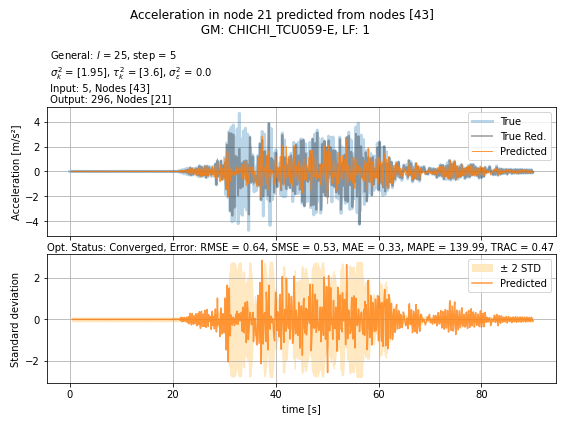 Acceleration in node 21 predicted from nodes [43]
GM: CHICHI_TCU059-E, LF: 1
General: l = 25, step = 5
σ²ₖ = [1.95], τ²ₖ = [3.6], σ²ε = 0.0
Input: 5, Nodes [43]
Output: 296, Nodes [21]
Acceleration [m/s²]
4
2
0
−2
−4
True
True Red.
Predicted
Opt. Status: Converged, Error: RMSE = 0.64, SMSE = 0.53, MAE = 0.33, MAPE = 139.99, TRAC = 0.47
Standard deviation
2
0
−2
± 2 STD
Predicted
0 20 40 60 80
time [s]